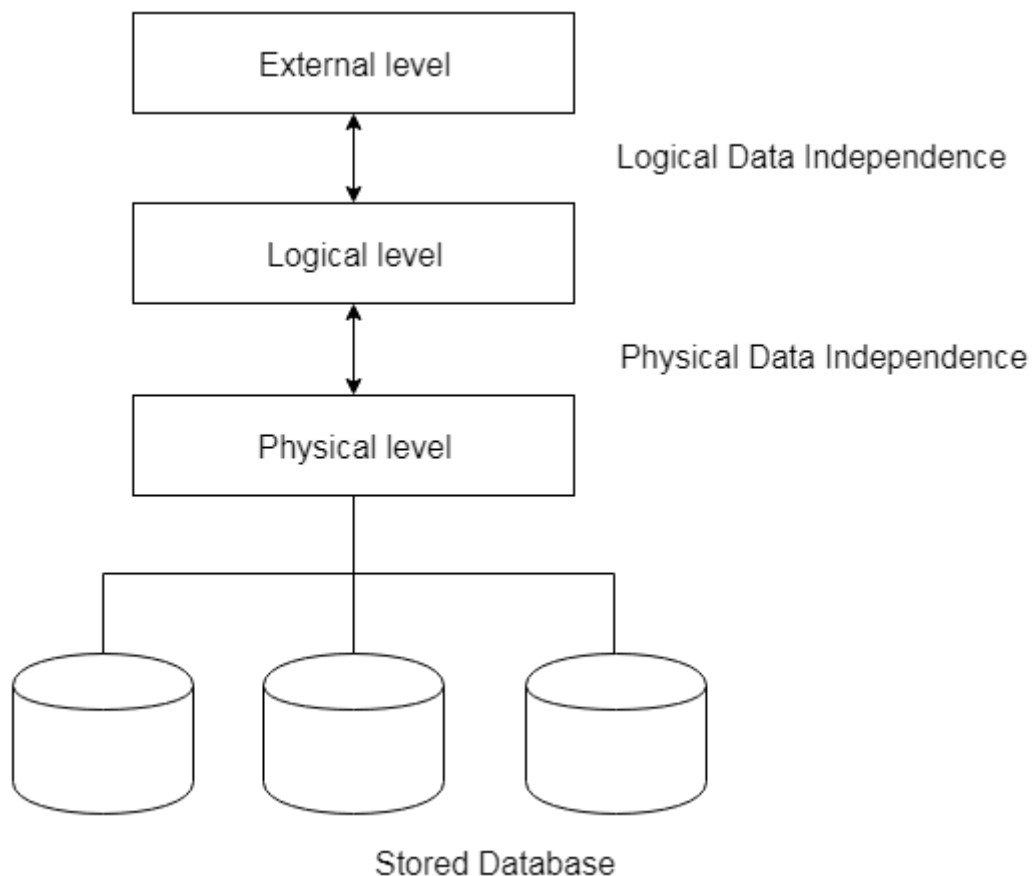 External level
Logical Data Independence
Logical level
Physical Data Independence
Physical level
Stored Database